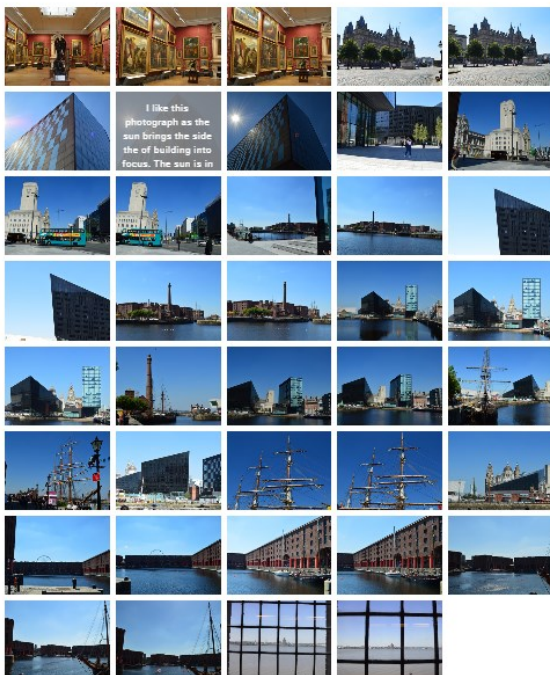 I like this
photograph as the
sun brings the side
the of building into
focus. The sun is in